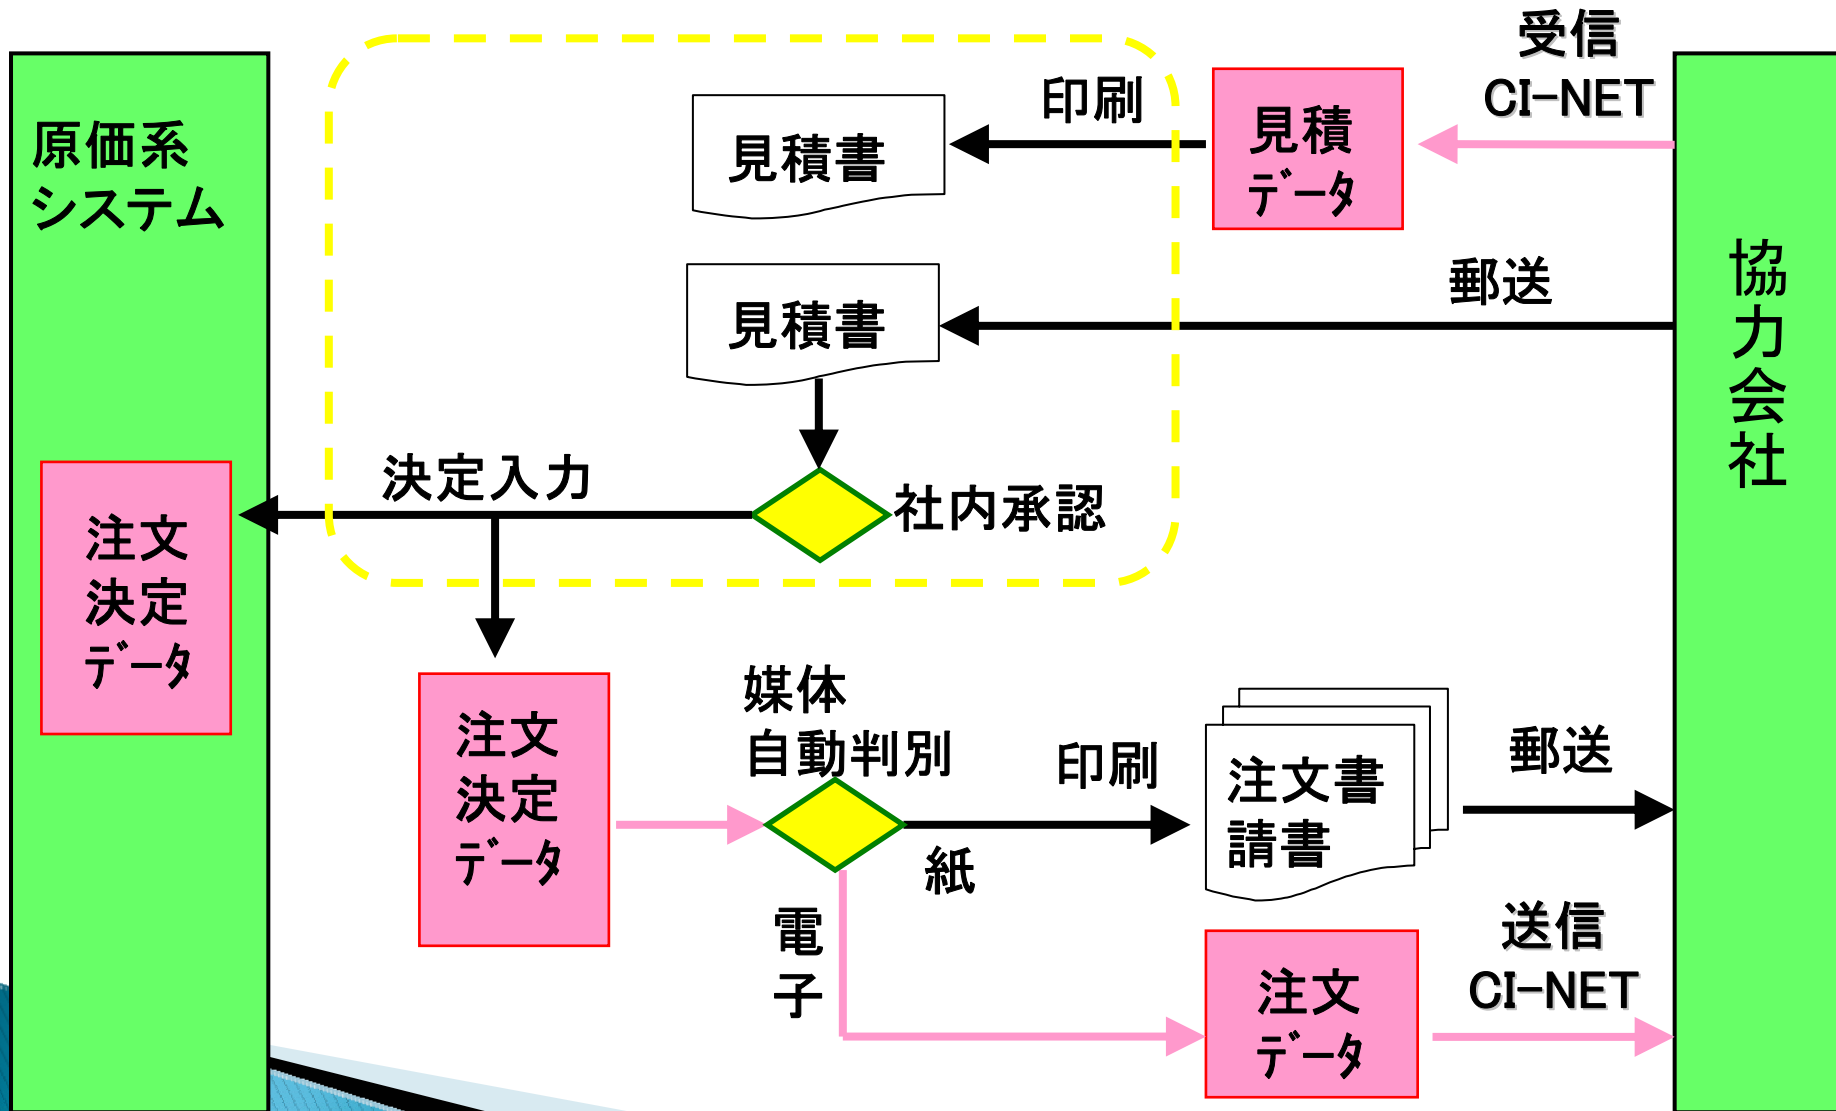 受信
CI-NET
原価系
システム
印刷
見積書
見積
データ
郵送
見積書
協力会社
決定入力
社内承認
注文
決定
データ
媒体
自動判別
注文
決定
データ
印刷
紙
注文書
請書
郵送
電子
送信
CI-NET
注文
データ